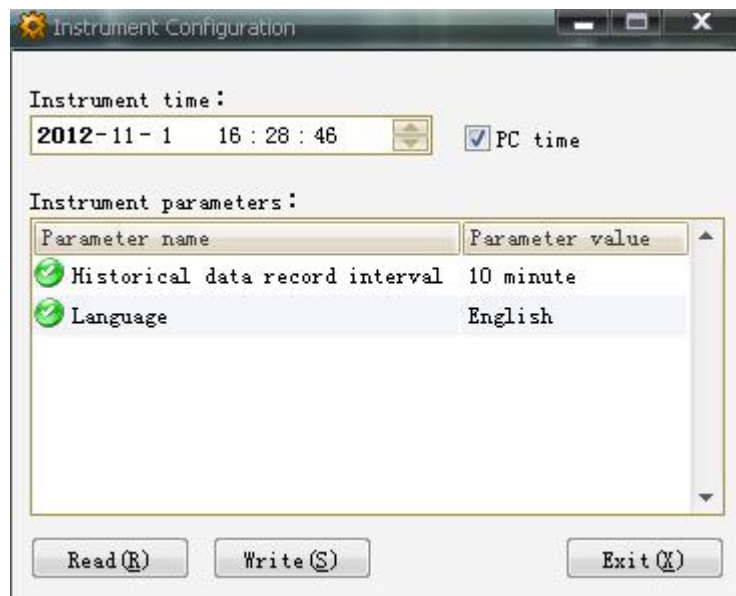 Instrument Configuration
Instrument time:
2012-11- 1 16:28:46
PC time
Instrument parameters:
Parameter name Parameter value
Historical data record interval 10 minute
Language English
Read(R) Write(S) Exit(X)